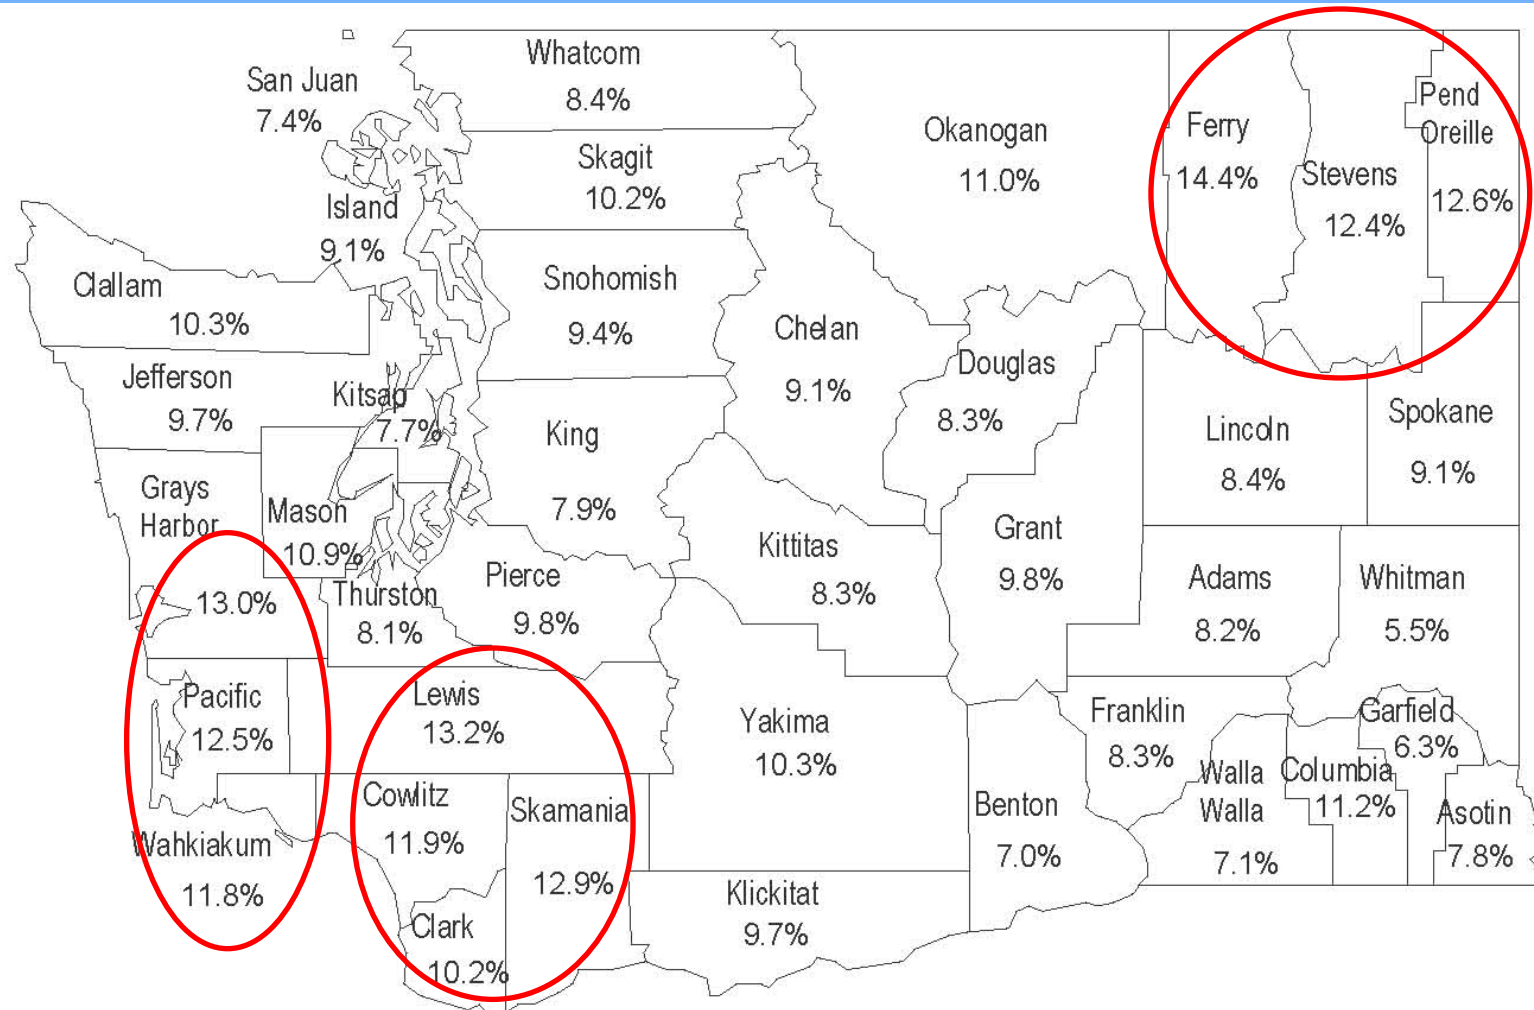 Whatcom
8.4%
San Juan
7.4%
Skagit
10.2%
Island
9.1%
Okanogan
11.0%
Ferry
14.4%
Stevens
12.4%
Pend
Oreille
12.6%
Clallam
10.3%
Snohomish
9.4%
Chelan
9.1%
Douglas
8.3%
Jefferson
9.7%
Kitsap
7.7%
King
7.9%
Lincoln
8.4%
Spokane
9.1%
Grays
Harbor
13.0%
Mason
10.9%
Thurston
8.1%
Pierce
9.8%
Kittitas
8.3%
Grant
9.8%
Adams
8.2%
Whitman
5.5%
Pacific
12.5%
Lewis
13.2%
Yakima
10.3%
Franklin
8.3%
Garfield
6.3%
Walla
Walla
7.1%
Columbia
11.2%
Asotin
7.8%
Benton
7.0%
Wahkiakum
11.8%
Cowlitz
11.9%
Skamania
12.9%
Clark
10.2%
Klickitat
9.7%